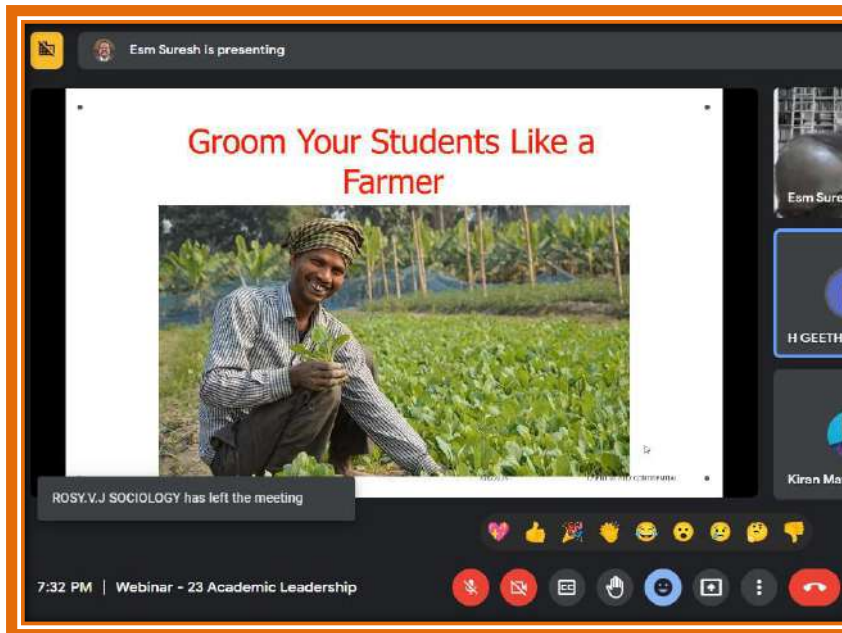 Esm Suresh is presenting
Groom Your Students Like a
Farmer
Esm Sure
H GEETH
Kiran Ma
ROSY.V.J SOCIOLOGY has left the meeting
7:32 PM | Webinar - 23 Academic Leadership